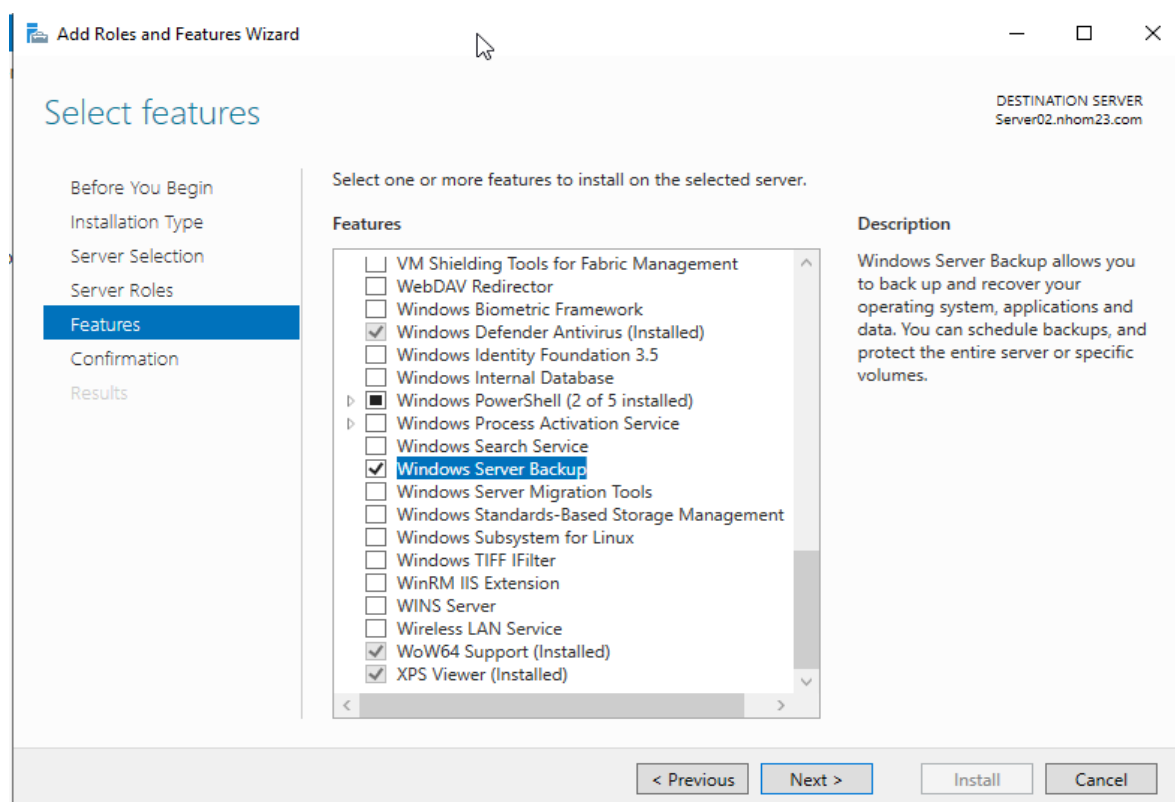 Add Roles and Features Wizard
Select features
DESTINATION SERVER
Server02.nhom23.com
Before You Begin
Installation Type
Server Selection
Server Roles
Features
Confirmation
Results
Select one or more features to install on the selected server.
Features
VM Shielding Tools for Fabric Management
WebDAV Redirector
Windows Biometric Framework
Windows Defender Antivirus (Installed)
Windows Identity Foundation 3.5
Windows Internal Database
Windows PowerShell (2 of 5 installed)
Windows Process Activation Service
Windows Search Service
Windows Server Backup
Windows Server Migration Tools
Windows Standards-Based Storage Management
Windows Subsystem for Linux
Windows TIFF IFilter
WinRM IIS Extension
WINS Server
Wireless LAN Service
WoW64 Support (Installed)
XPS Viewer (Installed)
Description
Windows Server Backup allows you
to back up and recover your
operating system, applications and
data. You can schedule backups, and
protect the entire server or specific
volumes.
< Previous
Next >
Install
Cancel